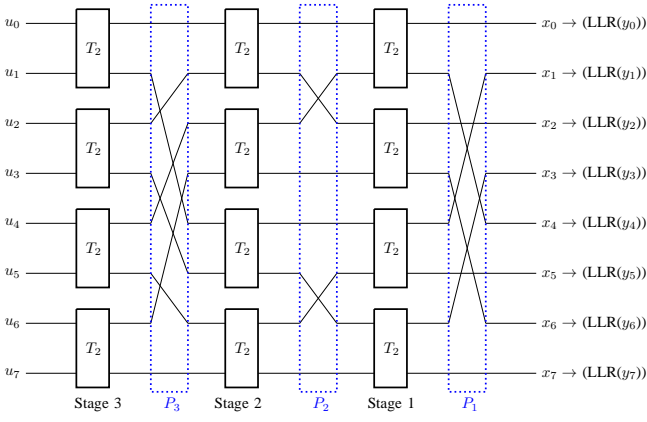 u₀ T₂ x₀ → (LLR(y₀))
u₁ x₁ → (LLR(y₁))
T₂ T₂
u₂ T₂ x₂ → (LLR(y₂))
u₃ T₂ T₂ x₃ → (LLR(y₃))
u₄ T₂ x₄ → (LLR(y₄))
u₅ T₂ T₂ x₅ → (LLR(y₅))
u₆ T₂ x₆ → (LLR(y₆))
u₇ T₂ T₂ x₇ → (LLR(y₇))
Stage 3 P₃ Stage 2 P₂ Stage 1 P₁